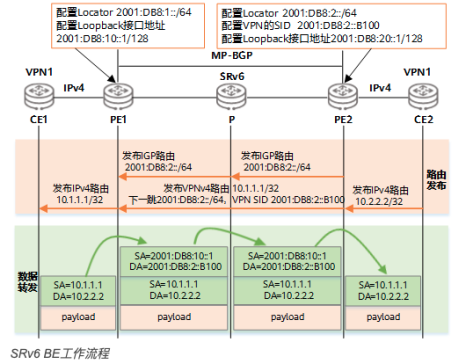 配置Locator 2001:DB8:1::/64
配置Loopback接口地址
2001:DB8:10::1/128
配置Locator 2001:DB8:2::/64
配置VPN的SID 2001:DB8:2::B100
配置Loopback接口地址2001:DB8:20::1/128
MP-BGP
VPN1
IPv4
SRv6
IPv4
VPN1
CE1
PE1
P
PE2
CE2
发布IGP路由
2001:DB8:2::/64
发布IGP路由
2001:DB8:2::/64
路由
发布
发布IPv4路由
10.1.1.1/32
发布VPNv4路由 10.1.1.1/32
下一跳2001:DB8:2::/64, VPN SID 2001:DB8:2::B100
发布IPv4路由
10.2.2.2/32
数据
转发
SA=2001:DB8:10::1
DA=2001:DB8:2::B100
SA=2001:DB8:10::1
DA=2001:DB8:2::B100
SA=10.1.1.1
DA=10.2.2.2
SA=10.1.1.1
DA=10.2.2.2
SA=10.1.1.1
DA=10.2.2.2
SA=10.1.1.1
DA=10.2.2.2
payload
payload
payload
payload
SRv6 BE工作流程